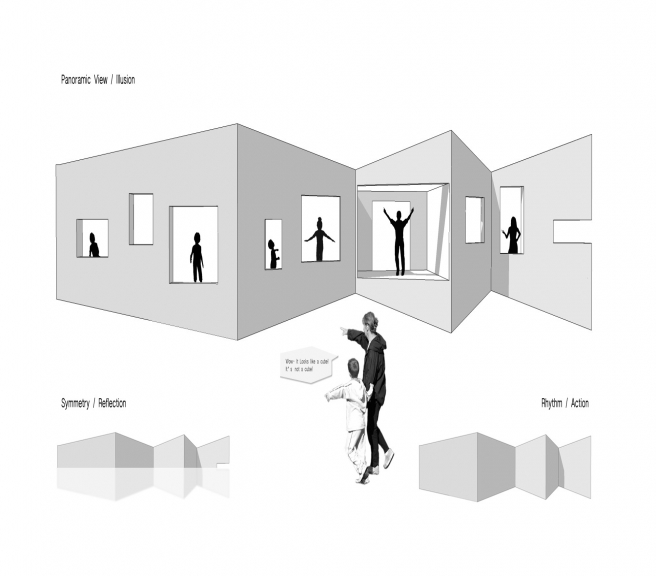 Panoramic View / Illusion
Wow- It Looks like a cube!
It's not a cube!
Symmetry / Reflection
Rhythm / Action